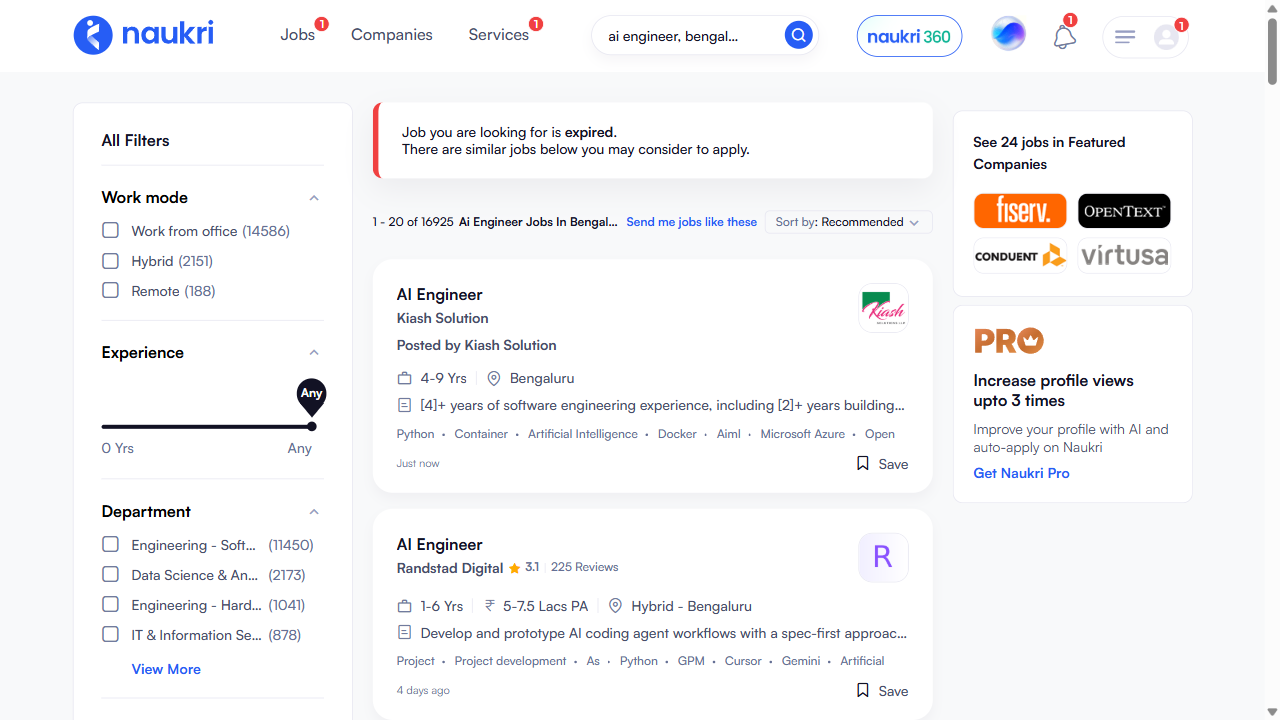 naukri
Jobs 1
Companies
Services 1
ai engineer, bengal...
naukri 360
1
1
All Filters
Work mode
Work from office (14586)
Hybrid (2151)
Remote (188)
Experience
Any
0 Yrs
Any
Department
Engineering - Soft... (11450)
Data Science & An... (2173)
Engineering - Hard... (1041)
IT & Information Se... (878)
View More
Job you are looking for is expired.
There are similar jobs below you may consider to apply.
1 - 20 of 16925 Ai Engineer Jobs In Bengal... Send me jobs like these Sort by: Recommended
AI Engineer
Kiash Solution
Posted by Kiash Solution
Kiash
4-9 Yrs
Bengaluru
[4]+ years of software engineering experience, including [2]+ years building...
Python · Container · Artificial Intelligence · Docker · Aiml · Microsoft Azure · Open
Just now
Save
AI Engineer
Randstad Digital 3.1 225 Reviews
R
1-6 Yrs
₹ 5-7.5 Lacs PA
Hybrid - Bengaluru
Develop and prototype AI coding agent workflows with a spec-first approac...
Project · Project development · As · Python · GPM · Cursor · Gemini · Artificial
4 days ago
Save
See 24 jobs in Featured
Companies
fiserv.
OPENTEXT
CONDUENT
virtusa
PRO
Increase profile views
upto 3 times
Improve your profile with AI and
auto-apply on Naukri
Get Naukri Pro